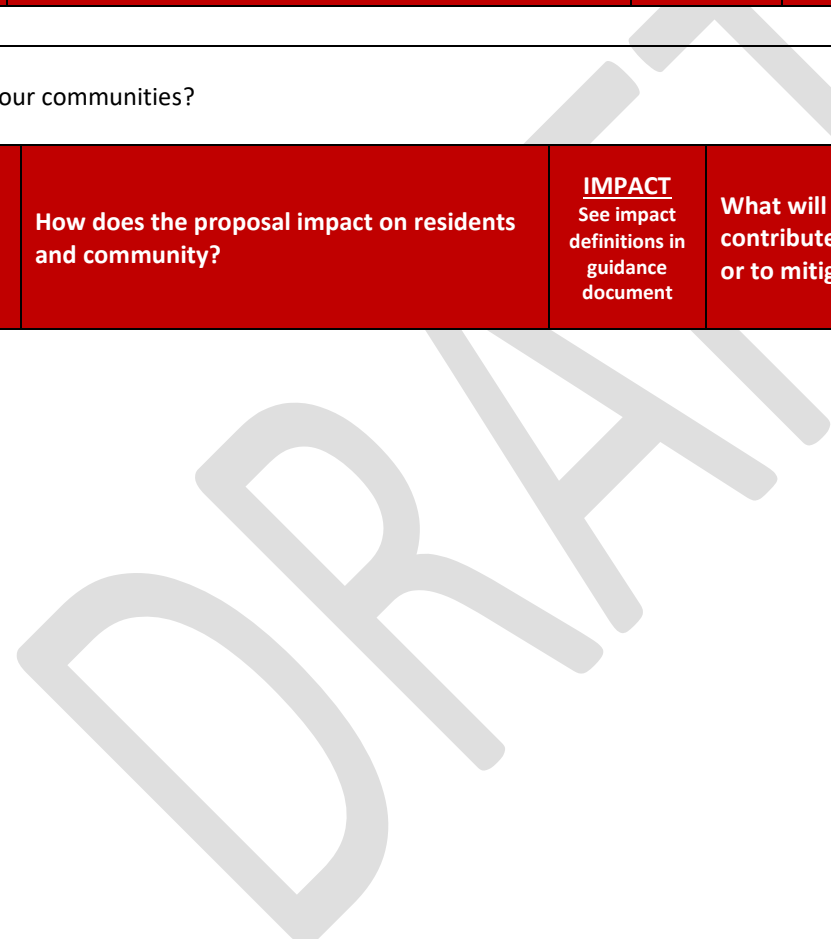 our communities?
How does the proposal impact on residents
and community?
IMPACT
See impact
definitions in
guidance
document
What will
contribute
or to mitig
DRAFT